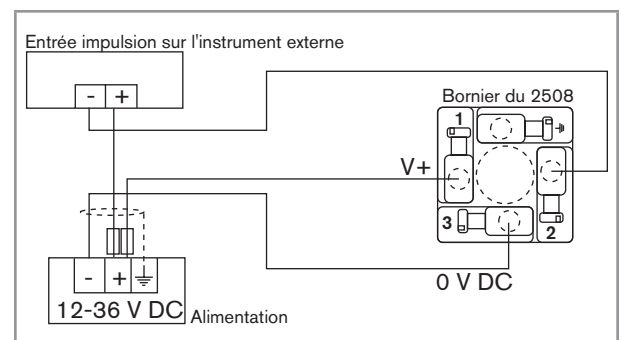 Entrée impulsion sur l'instrument externe
- +
Bornier du 2508
1
V+
3
2
0 V DC
- +
12-36 V DC
Alimentation